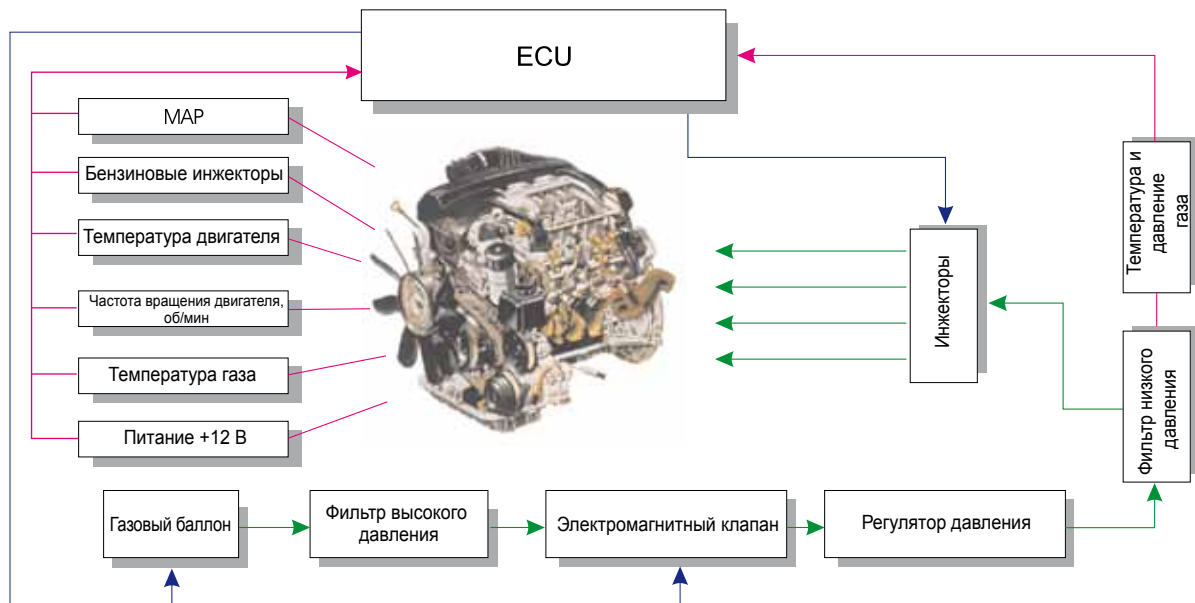 ECU
MAP
Бензиновые инжекторы
Температура двигателя
Частота вращения двигателя,
об/мин
Температура газа
Питание +12 В
Температура и
давление
газа
Инжекторы
Фильтр низкого
давления
Газовый баллон
Фильтр высокого
давления
Электромагнитный клапан
Регулятор давления